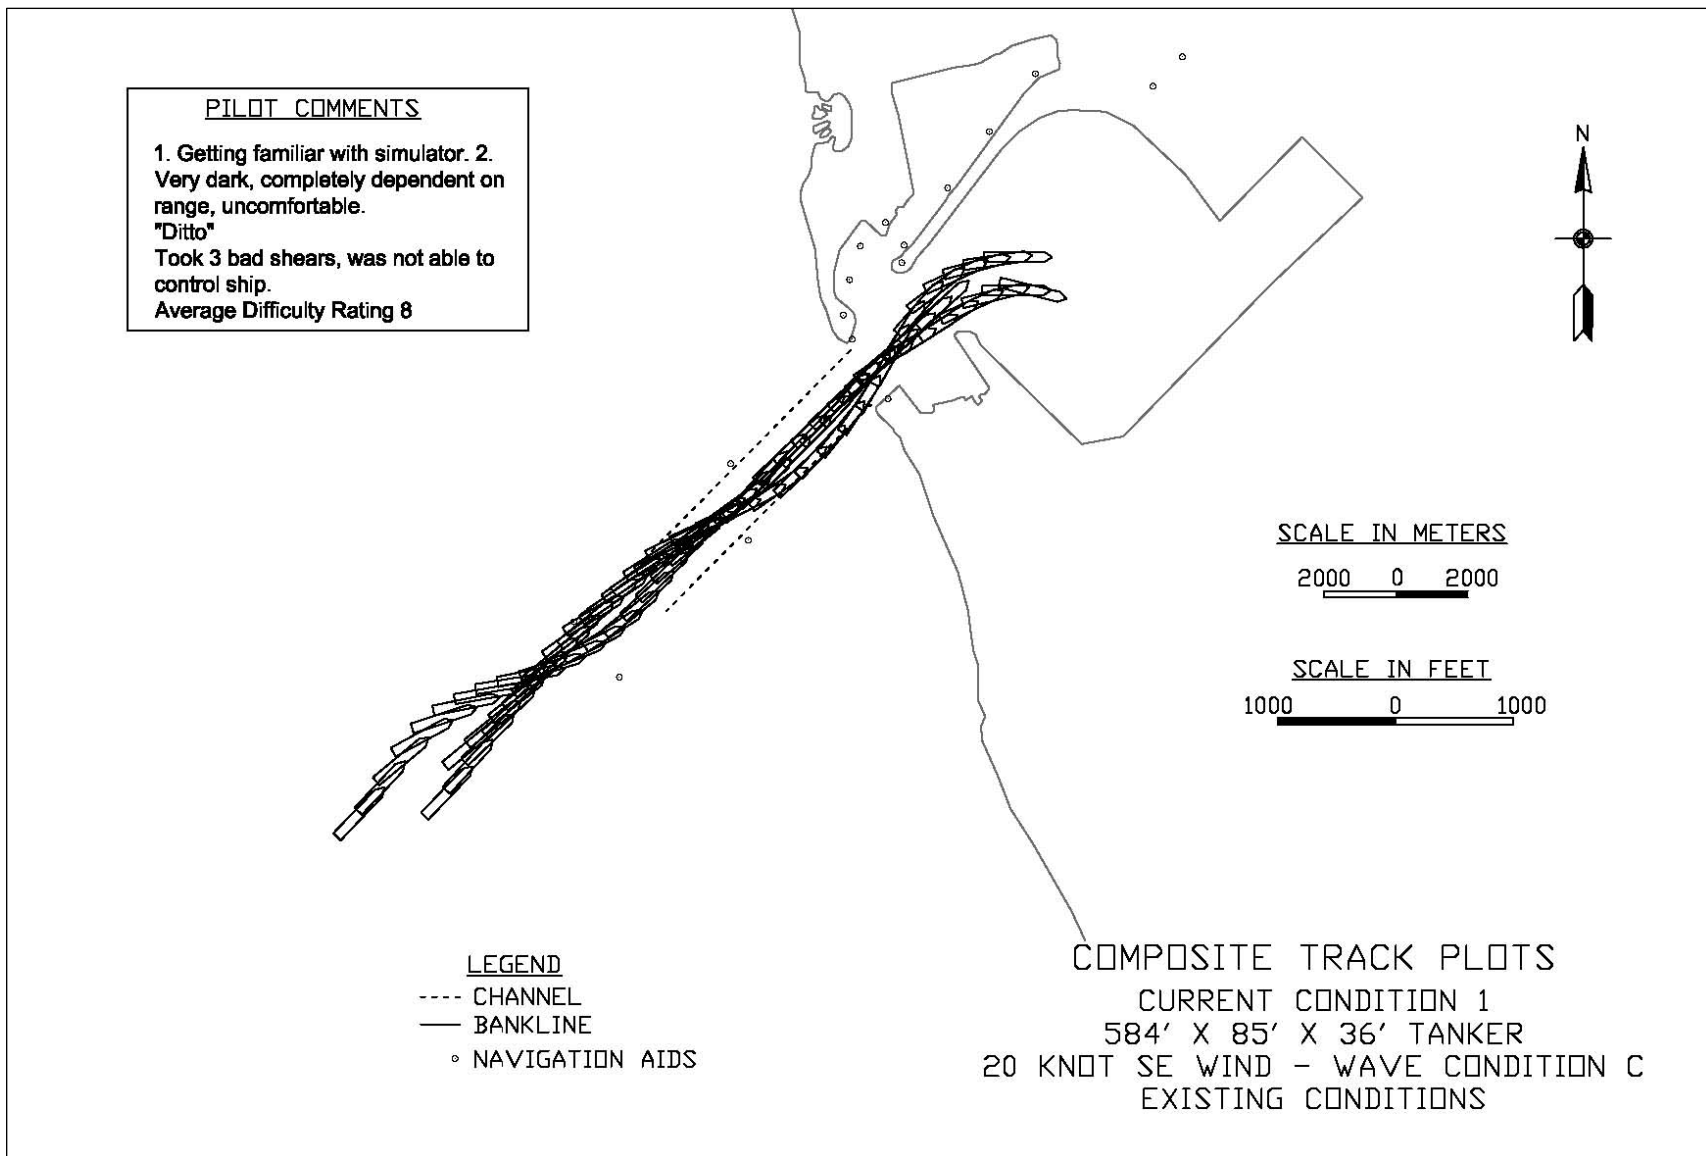 PILOT COMMENTS
1. Getting familiar with simulator. 2.
Very dark, completely dependent on
range, uncomfortable.
"Ditto"
Took 3 bad shears, was not able to
control ship.
Average Difficulty Rating 8
N
SCALE IN METERS
2000 0 2000
SCALE IN FEET
1000 0 1000
LEGEND
CHANNEL
BANKLINE
NAVIGATION AIDS
COMPOSITE TRACK PLOTS
CURRENT CONDITION 1
584' X 85' X 36' TANKER
20 KNOT SE WIND - WAVE CONDITION C
EXISTING CONDITIONS